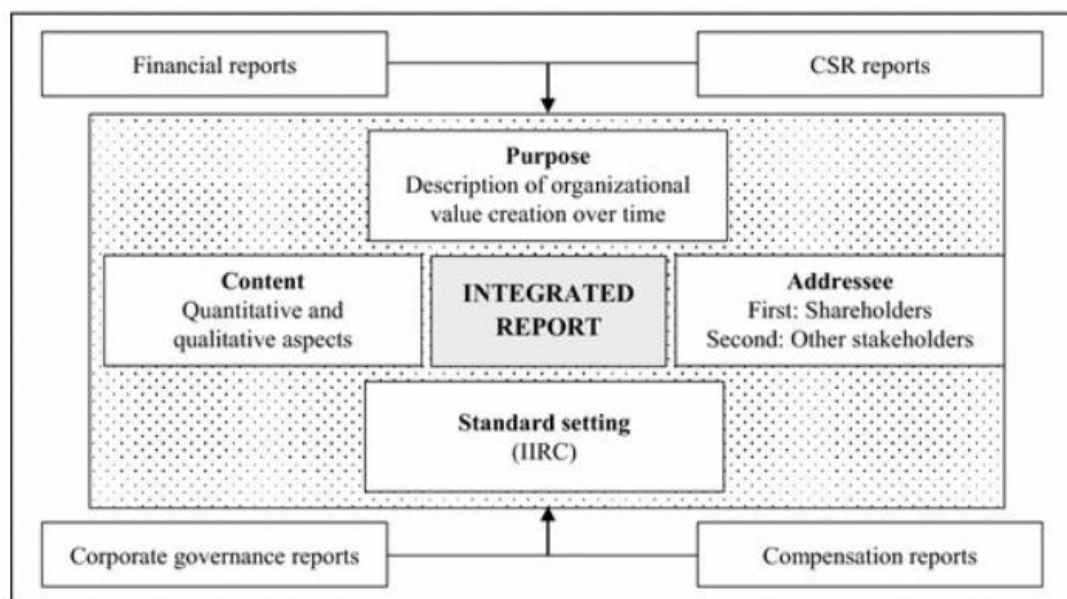 Financial reports
CSR reports
Purpose
Description of organizational
value creation over time
Content
Quantitative and
qualitative aspects
INTEGRATED
REPORT
Addressee
First: Shareholders
Second: Other stakeholders
Standard setting
(IIRC)
Corporate governance reports
Compensation reports